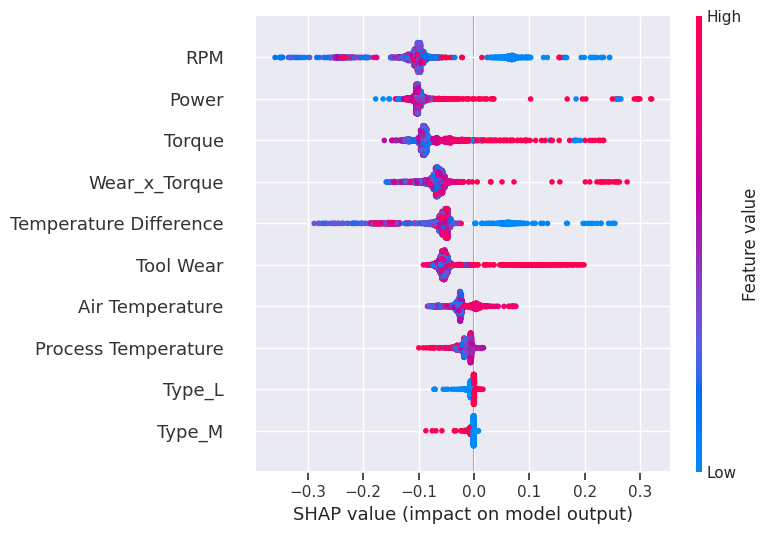 High
RPM
Power
Torque
Wear_x_Torque
Temperature Difference
Tool Wear
Air Temperature
Process Temperature
Type_L
Type_M
Feature value
Low
−0.3 −0.2 −0.1 0.0 0.1 0.2 0.3
SHAP value (impact on model output)